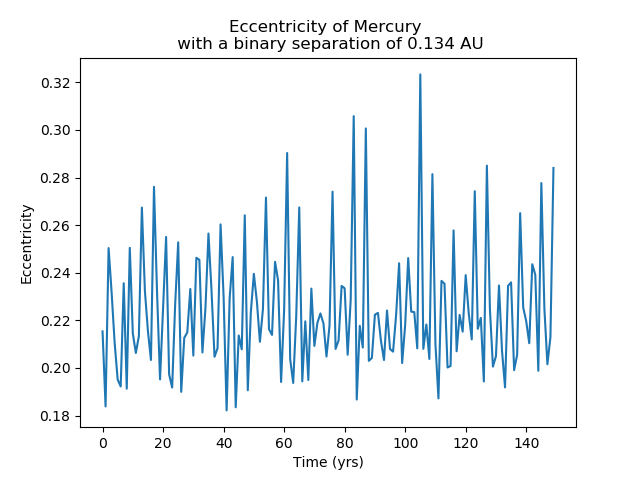 Eccentricity of Mercury
with a binary separation of 0.134 AU
0.32
0.30
0.28
0.26
0.24
0.22
0.20
0.18
Eccentricity
0 20 40 60 80 100 120 140
Time (yrs)